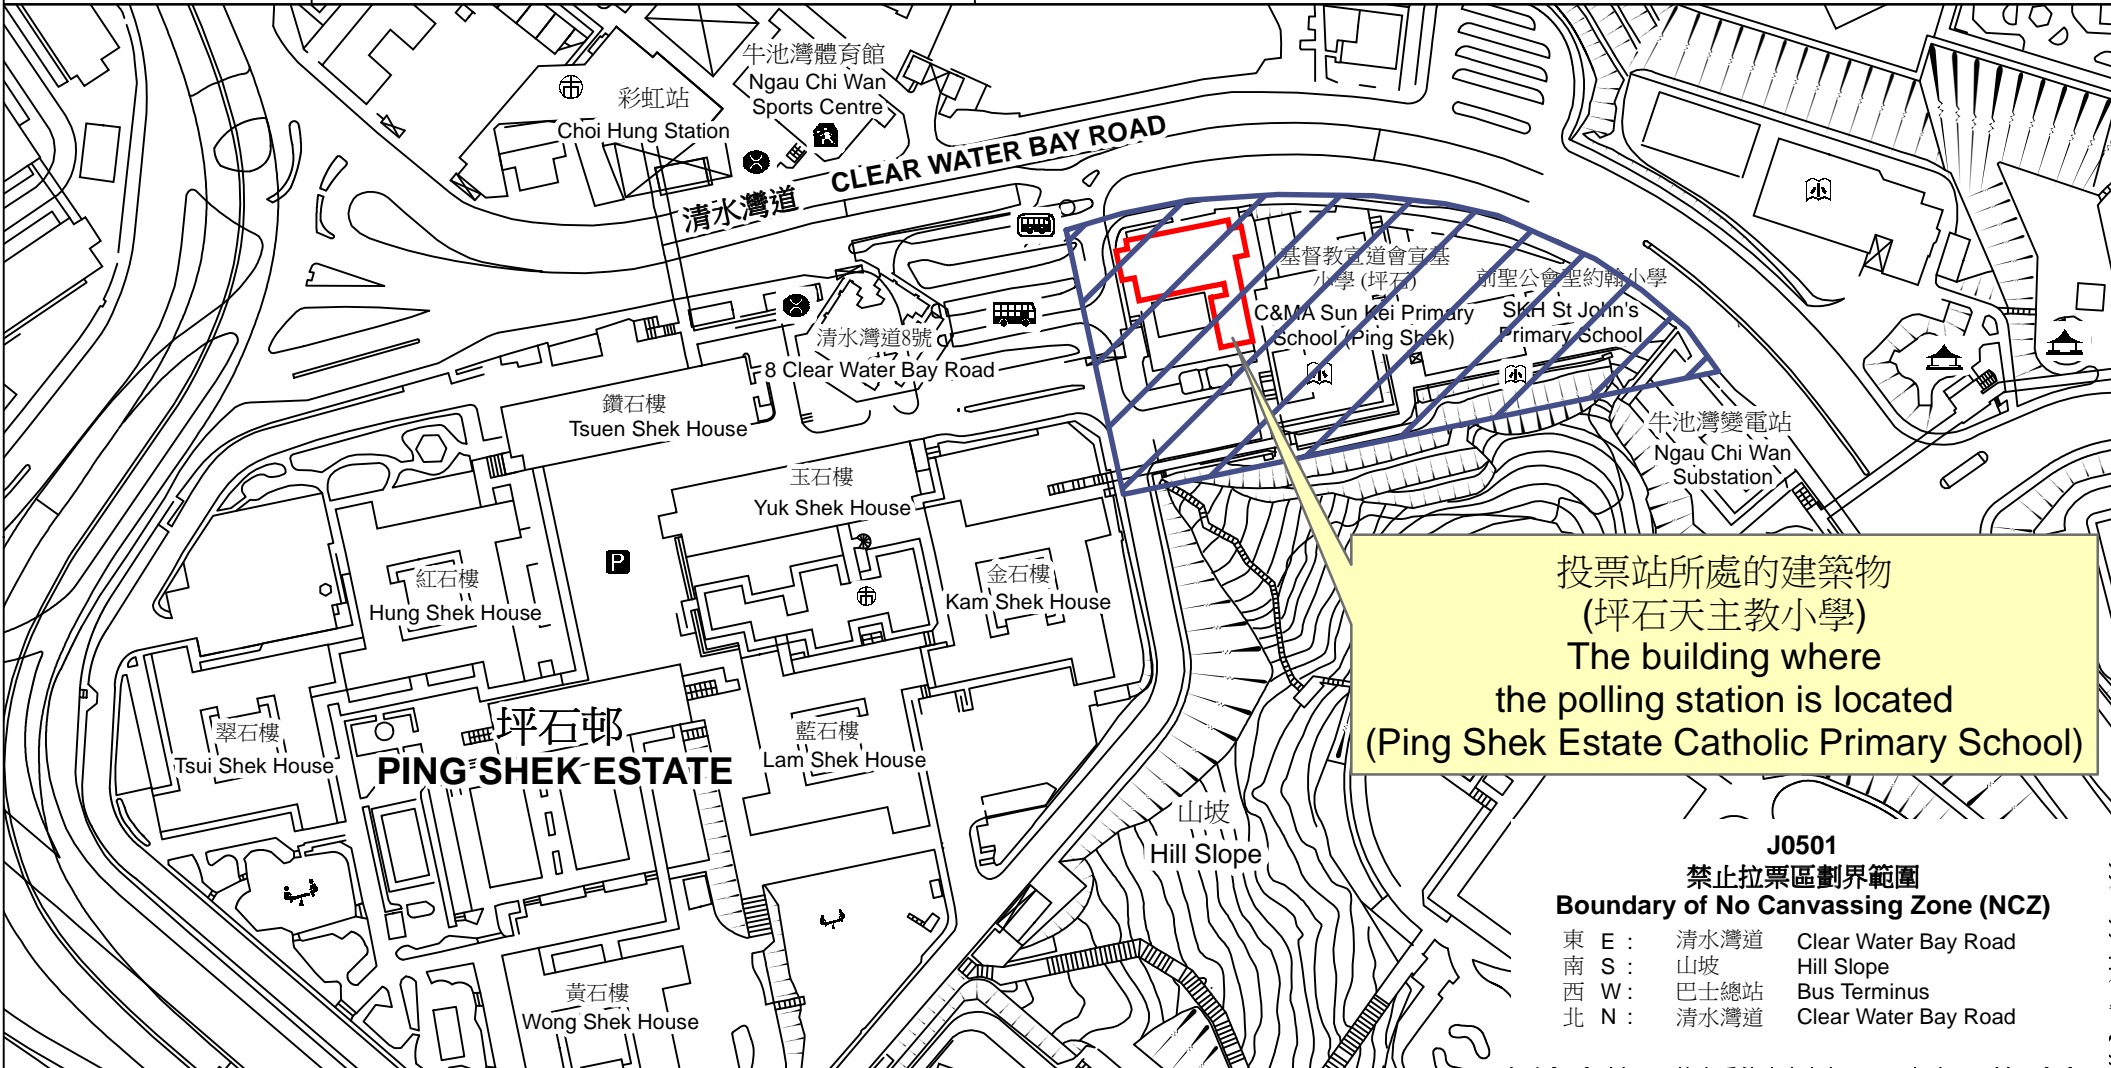 牛池灣體育館
Ngau Chi Wan
Sports Centre
彩虹站
Choi Hung Station
清水灣道 CLEAR WATER BAY ROAD
基督教宣道會宣基
小學 (坪石)
C&MA Sun Kei Primary
School (Ping Shek)
前聖公會聖約翰小學
SKH St John's
Primary School
清水灣道8號
8 Clear Water Bay Road
鑽石樓
Tsuen Shek House
牛池灣變電站
Ngau Chi Wan
Substation
玉石樓
Yuk Shek House
P
紅石樓
Hung Shek House
金石樓
Kam Shek House
投票站所處的建築物
(坪石天主教小學)
The building where
the polling station is located
(Ping Shek Estate Catholic Primary School)
翠石樓
Tsui Shek House
坪石邨
PING SHEK ESTATE
藍石樓
Lam Shek House
山坡
Hill Slope
黃石樓
Wong Shek House
J0501
禁止拉票區劃界範圍
Boundary of No Canvassing Zone (NCZ)
東 E : 清水灣道 Clear Water Bay Road
南 S : 山坡 Hill Slope
西 W : 巴士總站 Bus Terminus
北 N : 清水灣道 Clear Water Bay Road